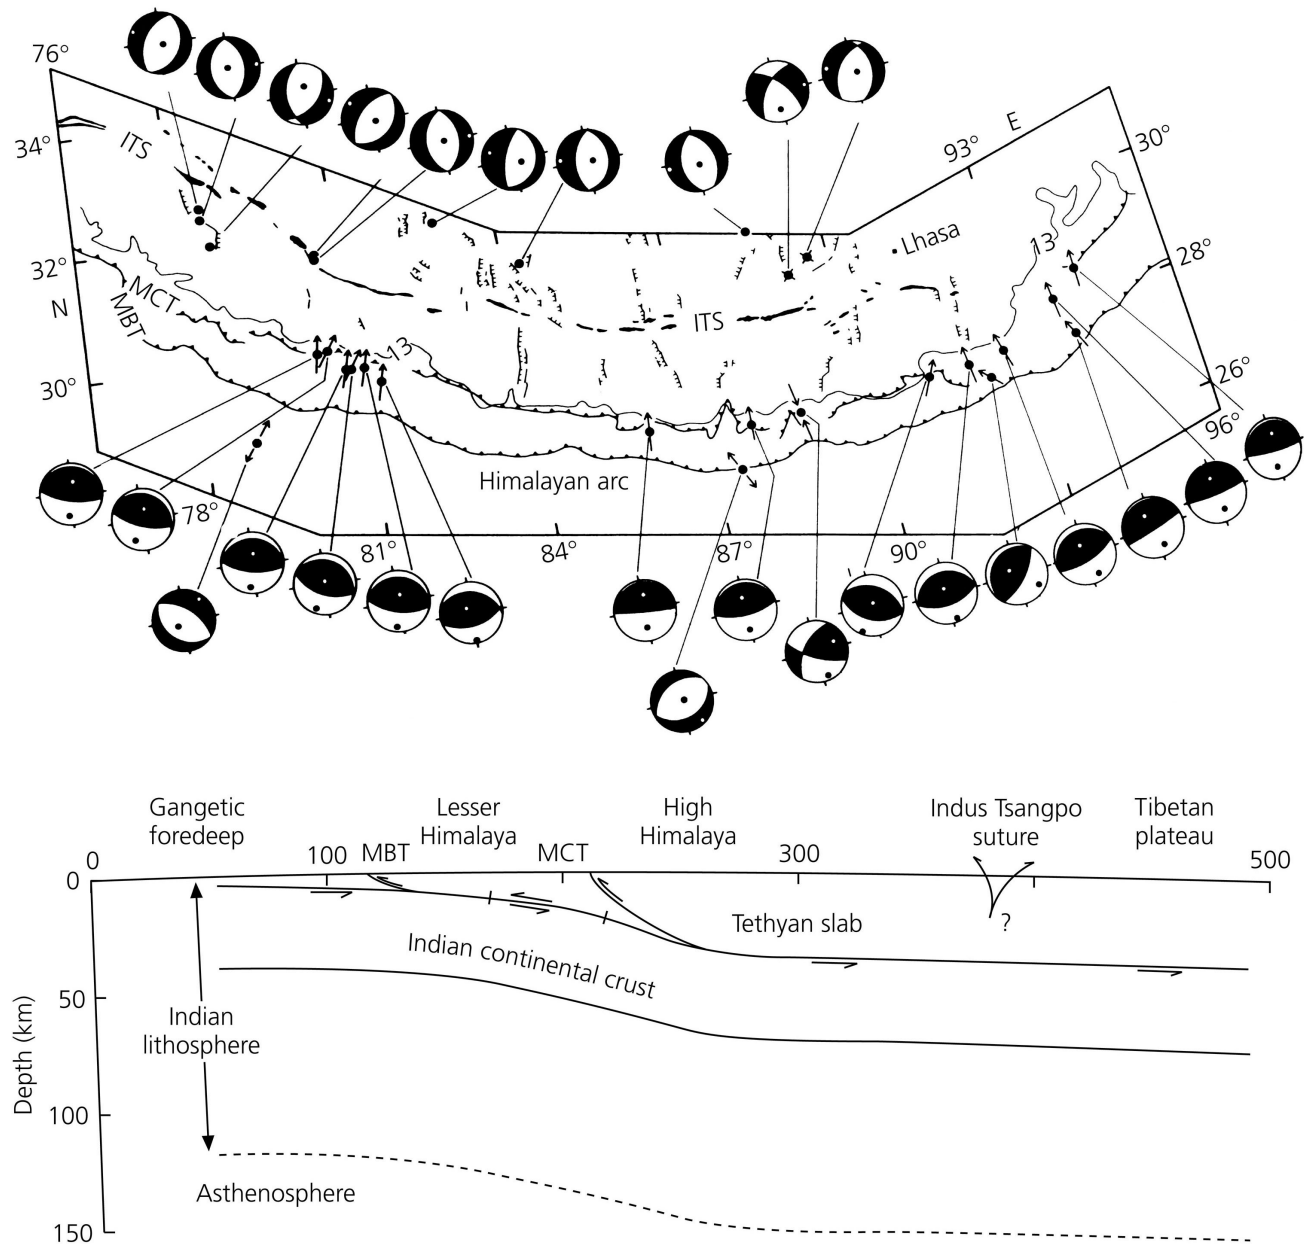 76°
34°
ITS
32°
N
MCT
MBT
30°
78°
13
81°
84°
87°
90°
Himalayan arc
ITS
Lhasa
93°
E
30°
13
28°
26°
96°
Gangetic
foredeep
Lesser
Himalaya
High
Himalaya
Indus Tsangpo
suture
Tibetan
plateau
0
100
MBT
MCT
300
500
0
Tethyan slab
?
Indian continental crust
50
Indian
lithosphere
Depth (km)
100
Asthenosphere
150